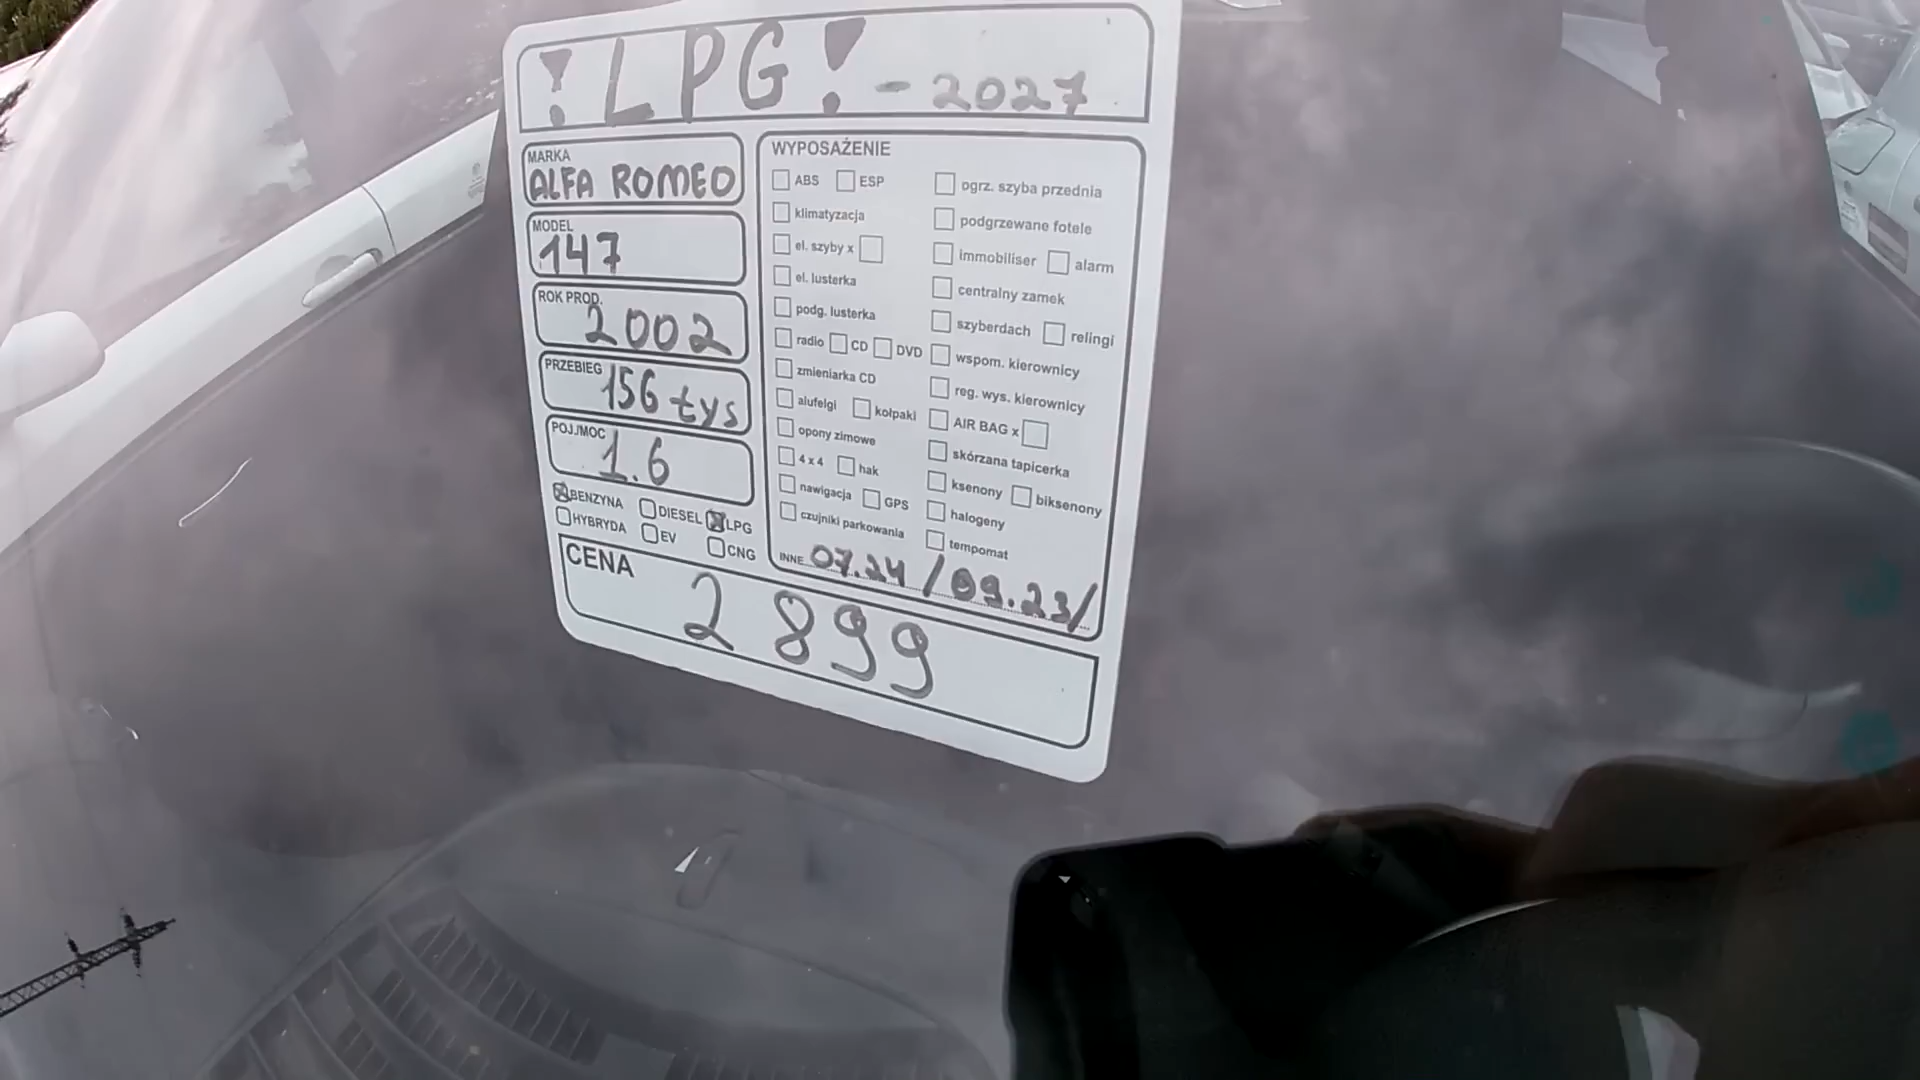 ! LPG ! - 2027
MARKA
ALFA ROMEO
MODEL
147
ROK PROD.
2002
PRZEBIEG
156 tys
POJ./MOC
1.6
BENZYNA DIESEL LPG
HYBRYDA EV CNG
WYPOSAŻENIE
ABS ESP
klimatyzacja
el. szyby x
el. lusterka
podg. lusterka
radio CD DVD
zmieniarka CD
alufelgi kołpaki
opony zimowe
4 x 4 hak
nawigacja GPS
czujniki parkowania
ogrz. szyba przednia
podgrzewane fotele
immobiliser alarm
centralny zamek
szyberdach relingi
wspom. kierownicy
reg. wys. kierownicy
AIR BAG x
skórzana tapicerka
ksenony biksenony
halogeny
tempomat
INNE 07.24/09.23/
CENA
2 899